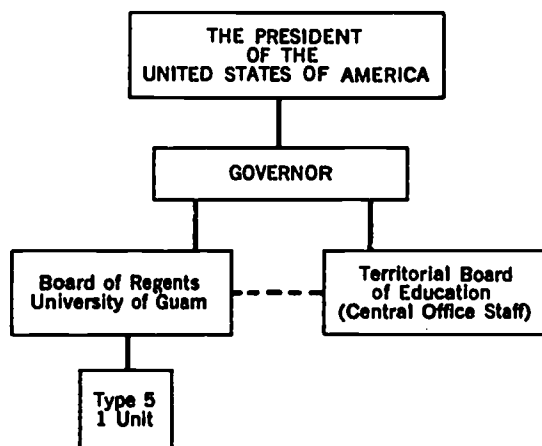 THE PRESIDENT
OF THE
UNITED STATES OF AMERICA
GOVERNOR
Board of Regents
University of Guam
Territorial Board
of Education
(Central Office Staff)
Type 5
1 Unit